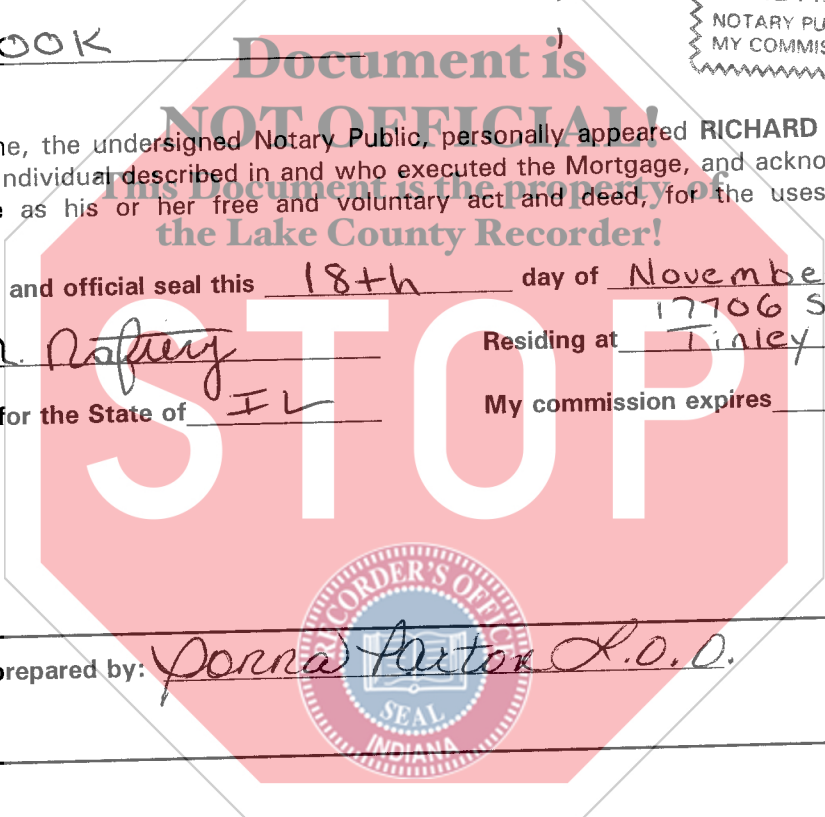 OOK
NOTARY PU
MY COMMIS
Document is
NOT OFFICIAL!
This Document is the property of
the Lake County Recorder!
ne, the undersigned Notary Public, personally appeared RICHARD
ndividual described in and who executed the Mortgage, and ackno
e as his or her free and voluntary act and deed, for the uses
and official seal this 18th day of Novembe
17706 S
Residing at Tinley
for the State of IL My commission expires
STOP
RECORDER'S OFFICE
SEAL
INDIANA
prepared by: Donna L.O.O.